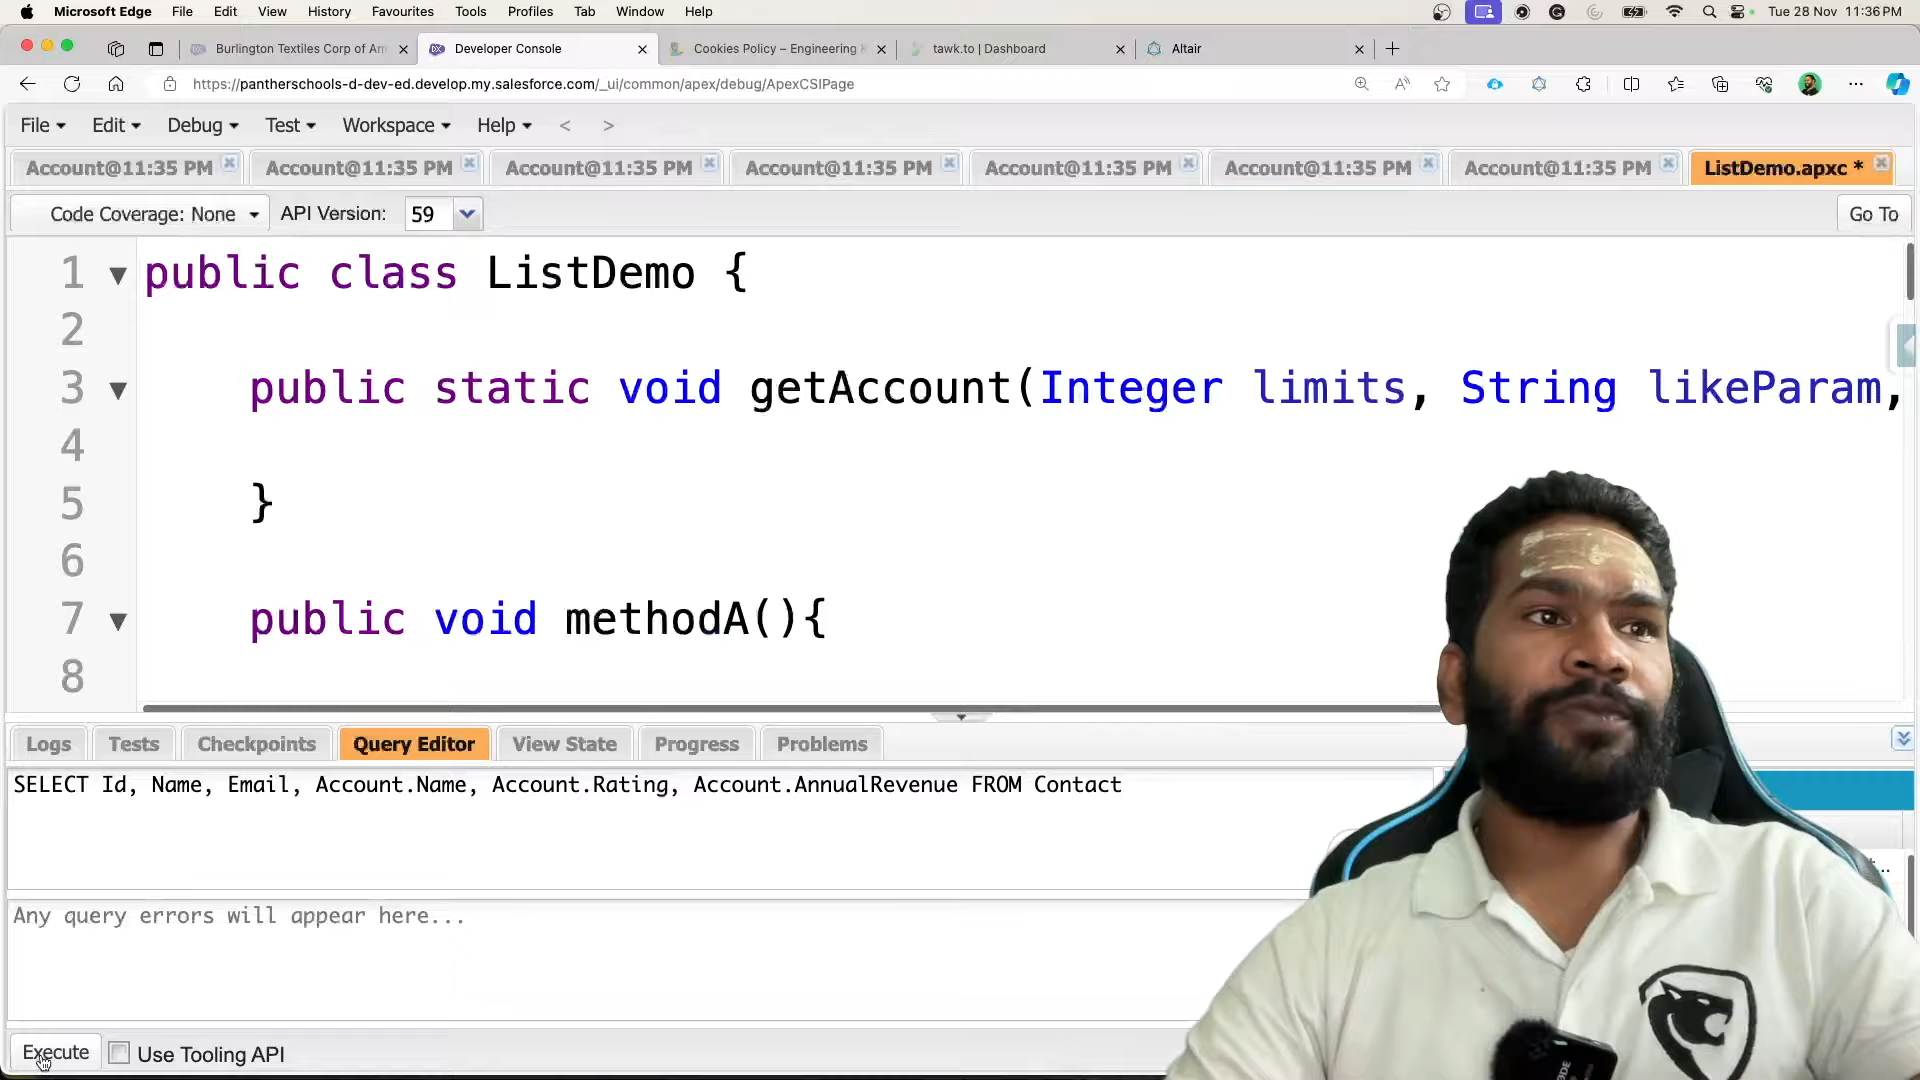 Microsoft Edge File Edit View History Favourites Tools Profiles Tab Window Help Tue 28 Nov 11:36 PM
Burlington Textiles Corp of Am Developer Console Cookies Policy – Engineering tawk.to | Dashboard Altair
https://pantherschools-d-dev-ed.develop.my.salesforce.com/_ui/common/apex/debug/ApexCSIPage
File Edit Debug Test Workspace Help < >
Account@11:35 PM Account@11:35 PM Account@11:35 PM Account@11:35 PM Account@11:35 PM Account@11:35 PM Account@11:35 PM ListDemo.apxc *
Code Coverage: None API Version: 59 Go To
1 public class ListDemo {
2
3 public static void getAccount(Integer limits, String likeParam,
4
5 }
6
7 public void methodA(){
8
Logs Tests Checkpoints Query Editor View State Progress Problems
SELECT Id, Name, Email, Account.Name, Account.Rating, Account.AnnualRevenue FROM Contact
Any query errors will appear here...
Execute Use Tooling API